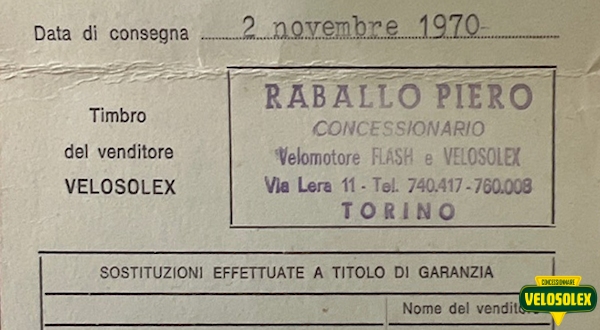 Data di consegna 2 novembre 1970
Timbro
del venditore
VELOSOLEX
RABALLO PIERO
CONCESSIONARIO
Velomotore FLASH e VELOSOLEX
Via Lera 11 - Tel. 740.417-760.008
TORINO
SOSTITUZIONI EFFETTUATE A TITOLO DI GARANZIA
Nome del vendito
CONCESSIONNAIRE
VELOSOLEX